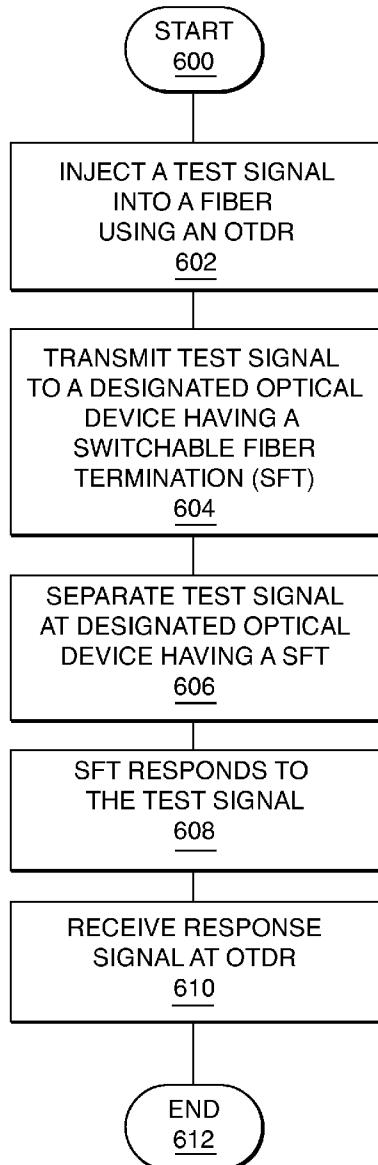 START
600
INJECT A TEST SIGNAL
INTO A FIBER
USING AN OTDR
602
TRANSMIT TEST SIGNAL
TO A DESIGNATED OPTICAL
DEVICE HAVING A
SWITCHABLE FIBER
TERMINATION (SFT)
604
SEPARATE TEST SIGNAL
AT DESIGNATED OPTICAL
DEVICE HAVING A SFT
606
SFT RESPONDS TO
THE TEST SIGNAL
608
RECEIVE RESPONSE
SIGNAL AT OTDR
610
END
612